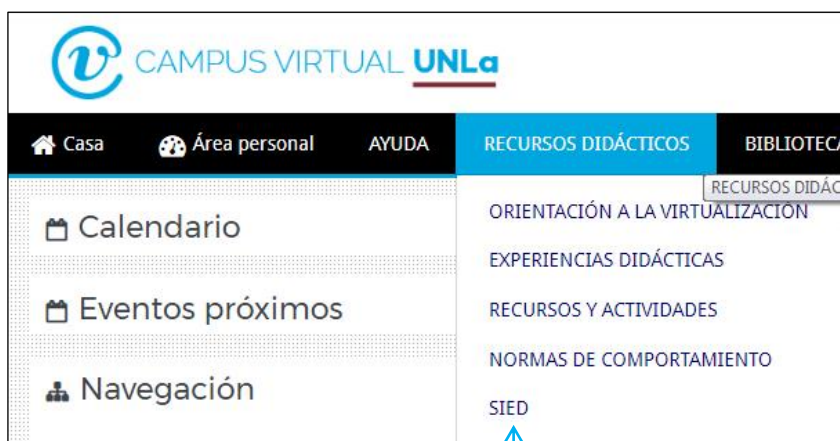 CAMPUS VIRTUAL UNLa
Casa Área personal AYUDA RECURSOS DIDÁCTICOS BIBLIOTECA
RECURSOS DIDÁC
Calendario
Eventos próximos
Navegación
ORIENTACIÓN A LA VIRTUALIZACIÓN
EXPERIENCIAS DIDÁCTICAS
RECURSOS Y ACTIVIDADES
NORMAS DE COMPORTAMIENTO
SIED